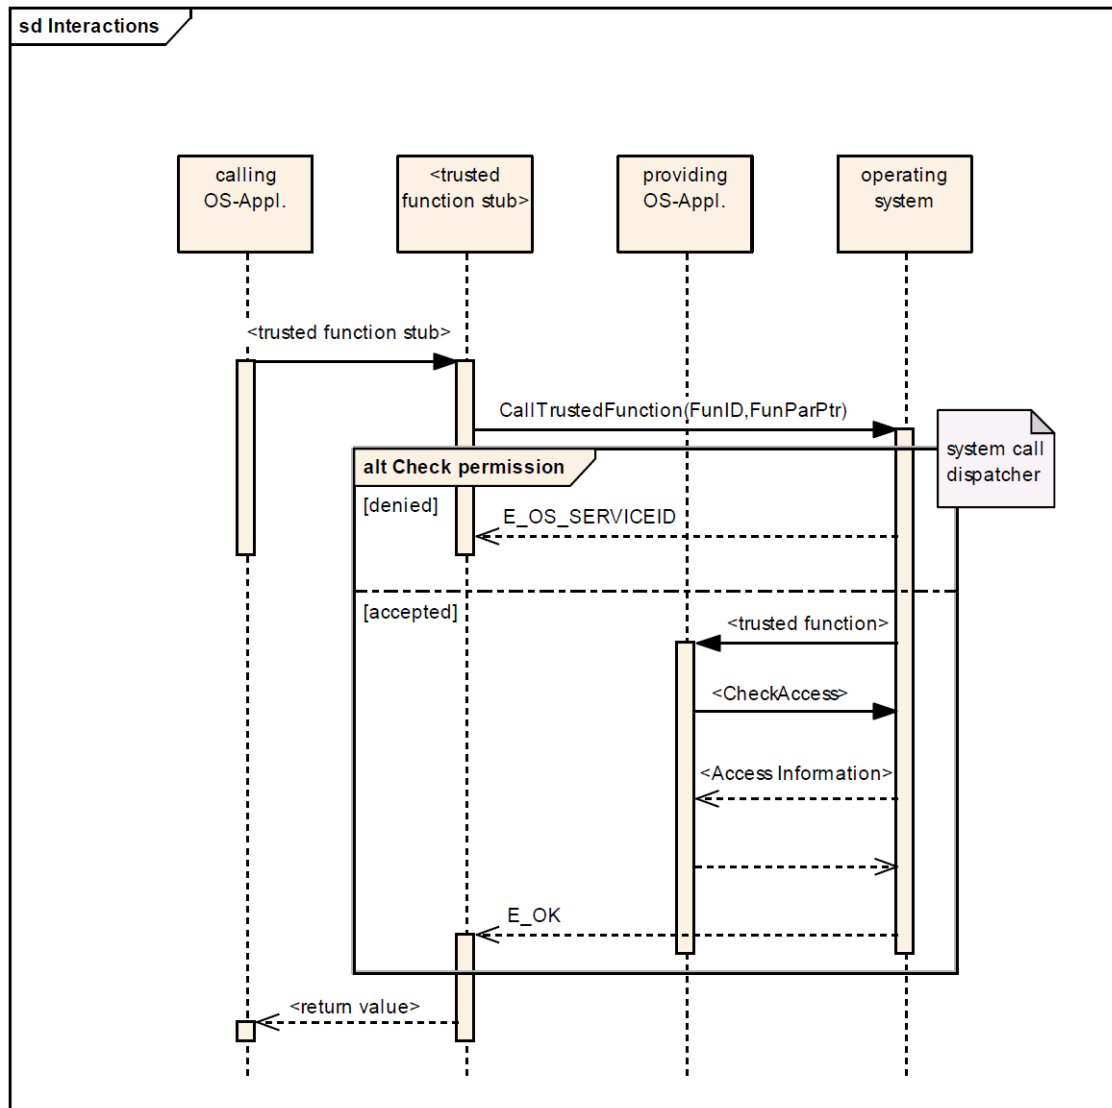 sd Interactions
calling
OS-Appl.
<trusted
function stub>
providing
OS-Appl.
operating
system
<trusted function stub>
CallTrustedFunction(FunID,FunParPtr)
system call
dispatcher
alt Check permission
[denied]
E_OS_SERVICEID
[accepted]
<trusted function>
<CheckAccess>
<Access Information>
E_OK
<return value>